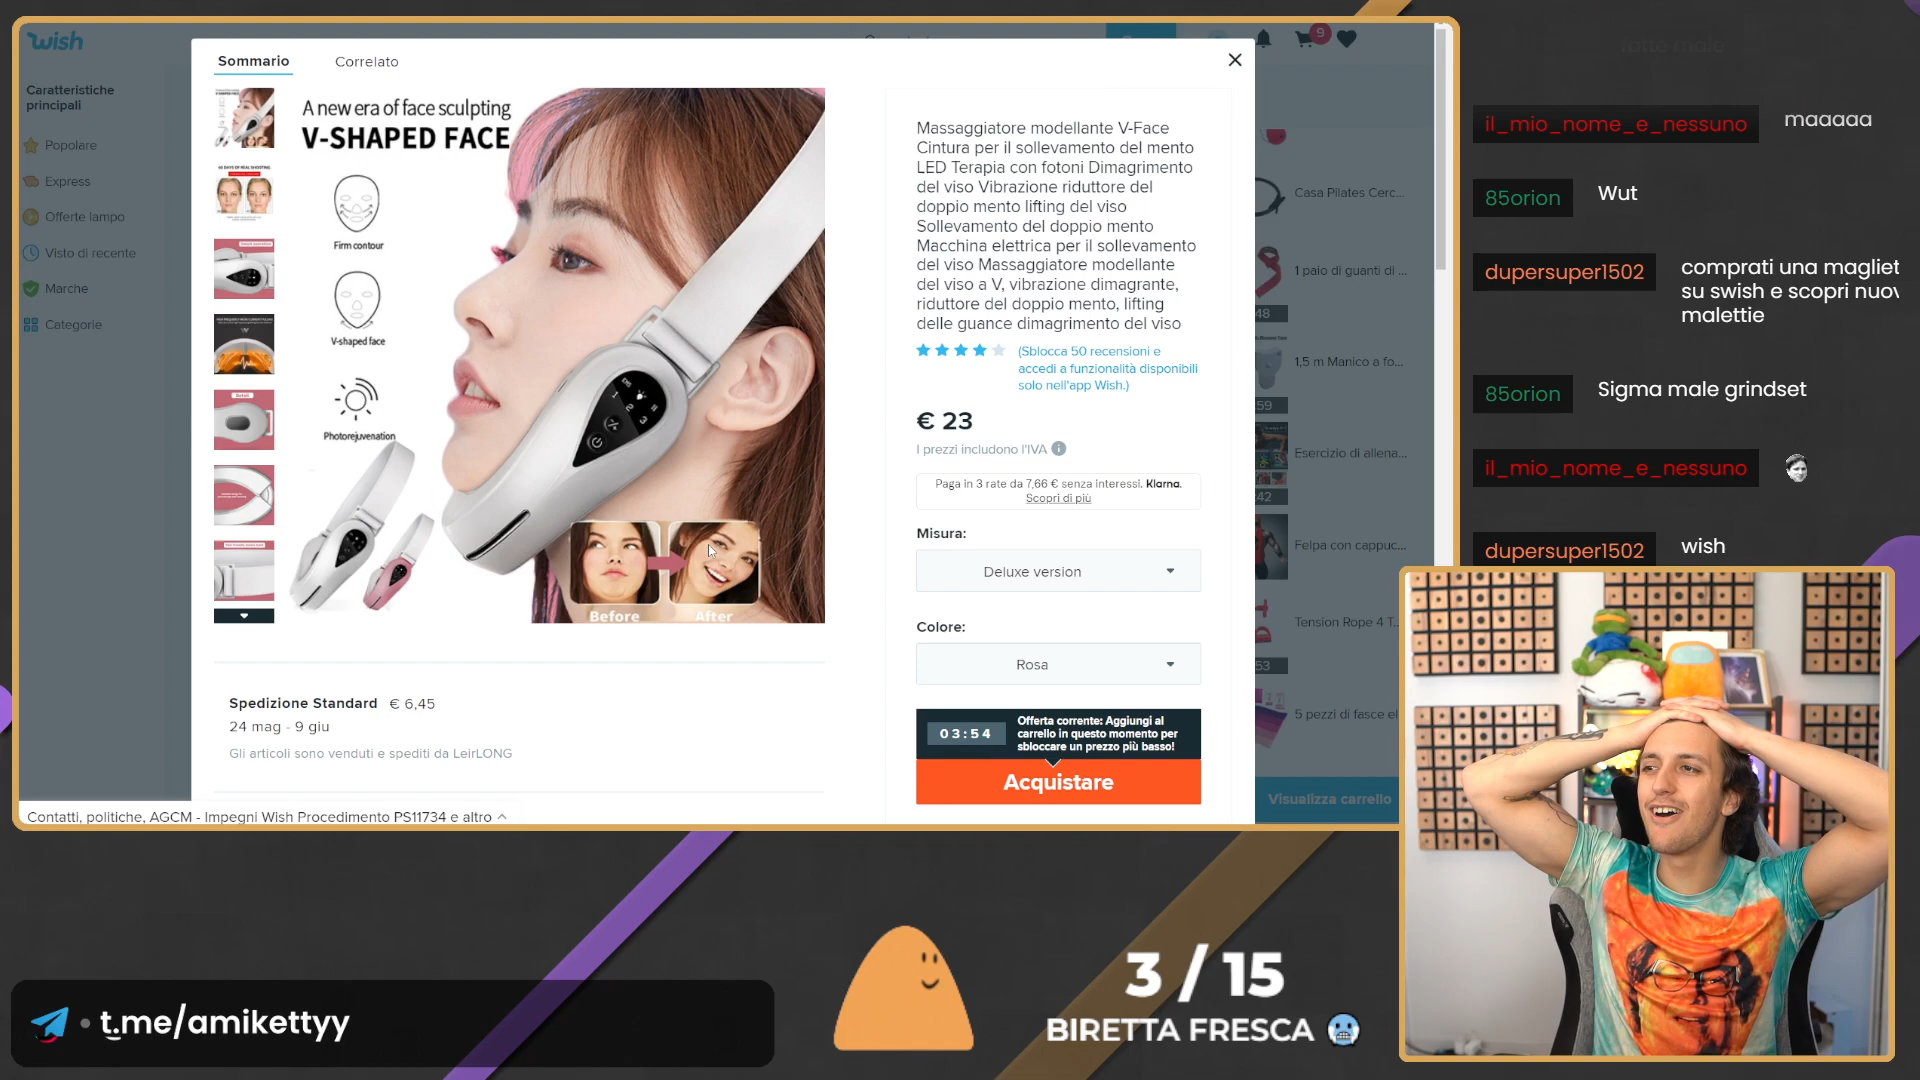 wish
9
Caratteristiche
principali
Popolare
Express
Offerte lampo
Visto di recente
Marche
Categorie
Sommario
Correlato
A new era of face sculpting
V-SHAPED FACE
Firm contour
V-shaped face
Photorejuvenation
Before
After
Massaggiatore modellante V-Face
Cintura per il sollevamento del mento
LED Terapia con fotoni Dimagrimento
del viso Vibrazione riduttore del
doppio mento lifting del viso
Sollevamento del doppio mento
Macchina elettrica per il sollevamento
del viso Massaggiatore modellante
del viso a V, vibrazione dimagrante,
riduttore del doppio mento, lifting
delle guance dimagrimento del viso
(Sblocca 50 recensioni e
accedi a funzionalità disponibili
solo nell'app Wish.)
€ 23
I prezzi includono l'IVA
Paga in 3 rate da 7,66 € senza interessi. Klarna.
Scopri di più
Misura:
Deluxe version
Colore:
Rosa
03:54
Offerta corrente: Aggiungi al
carrello in questo momento per
sbloccare un prezzo più basso!
Acquistare
Spedizione Standard € 6,45
24 mag - 9 giu
Gli articoli sono venduti e spediti da LeirLONG
Contatti, politiche, AGCM - Impegni Wish Procedimento PS11734 e altro
Casa Pilates Cerc...
1 paio di guanti di ...
48
1,5 m Manico a fo...
59
Esercizio di allena...
42
Felpa con cappuc...
Tension Rope 4 T...
53
5 pezzi di fasce el
Visualizza carrello
fatto male
il_mio_nome_e_nessuno maaaaa
85orion Wut
dupersuper1502 comprati una magliet
su swish e scopri nuov
malettie
85orion Sigma male grindset
il_mio_nome_e_nessuno
dupersuper1502 wish
t.me/amikettyy
3 / 15
BIRETTA FRESCA